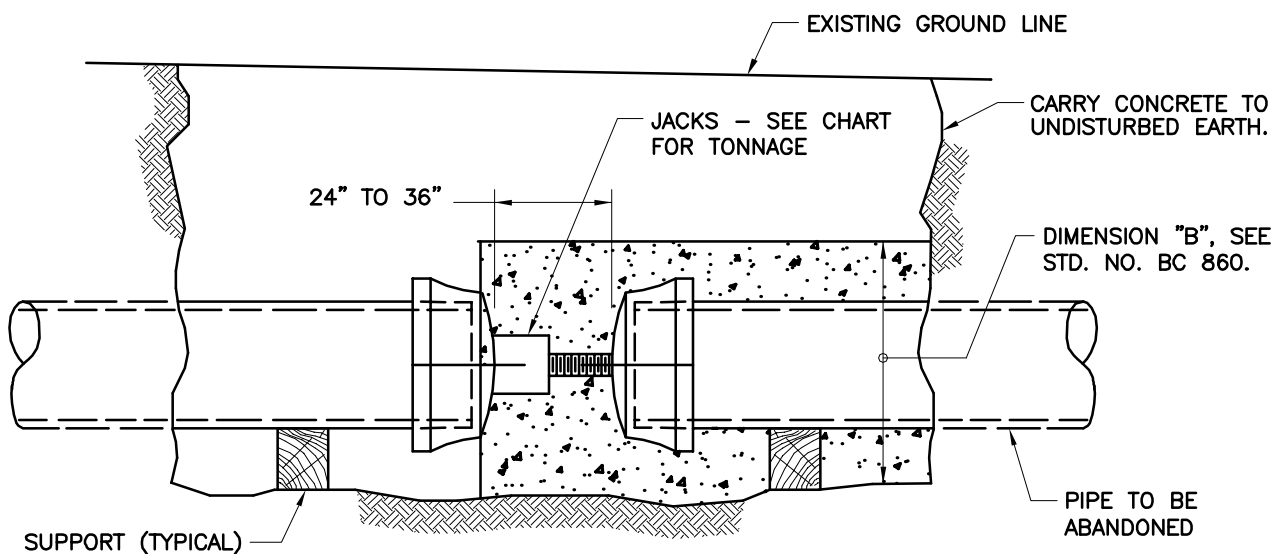 EXISTING GROUND LINE
CARRY CONCRETE TO
UNDISTURBED EARTH.
JACKS – SEE CHART
FOR TONNAGE
24" TO 36"
DIMENSION "B", SEE
STD. NO. BC 860.
PIPE TO BE
ABANDONED
SUPPORT (TYPICAL)